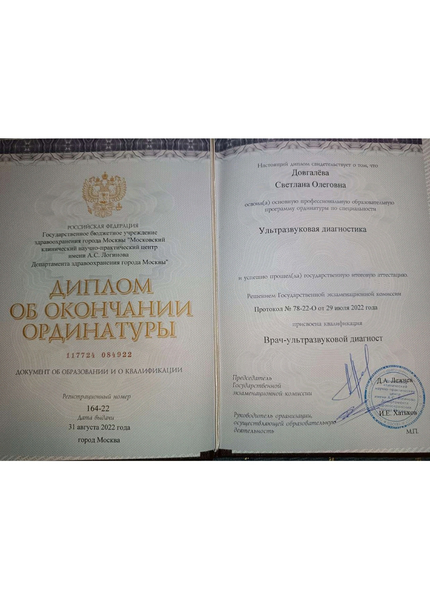 РОССИЙСКАЯ ФЕДЕРАЦИЯ
Государственное бюджетное учреждение
здравоохранения города Москвы "Московский
клинический научно-практический центр
имени А.С. Логинова
Департамента здравоохранения города Москвы"
ДИПЛОМ
ОБ ОКОНЧАНИИ
ОРДИНАТУРЫ
117724 084922
ДОКУМЕНТ ОБ ОБРАЗОВАНИИ И О КВАЛИФИКАЦИИ
Регистрационный номер
164-22
Дата выдачи
31 августа 2022 года
город Москва
Настоящий диплом свидетельствует о том, что
Довгалёва
Светлана Олеговна
освоил(а) основную профессиональную образовательную
программу ординатуры по специальности
Ультразвуковая диагностика
и успешно прошел(ла) государственную итоговую аттестацию
Решением Государственной экзаменационной комиссии
Протокол № 78-22-О от 29 июля 2022 года
присвоена квалификация
Врач-ультразвуковой диагност
Председатель
Государственной
экзаменационной комиссии
Руководитель организации,
осуществляющей образовательную
деятельность
И.Е. Хатьков
М.П.